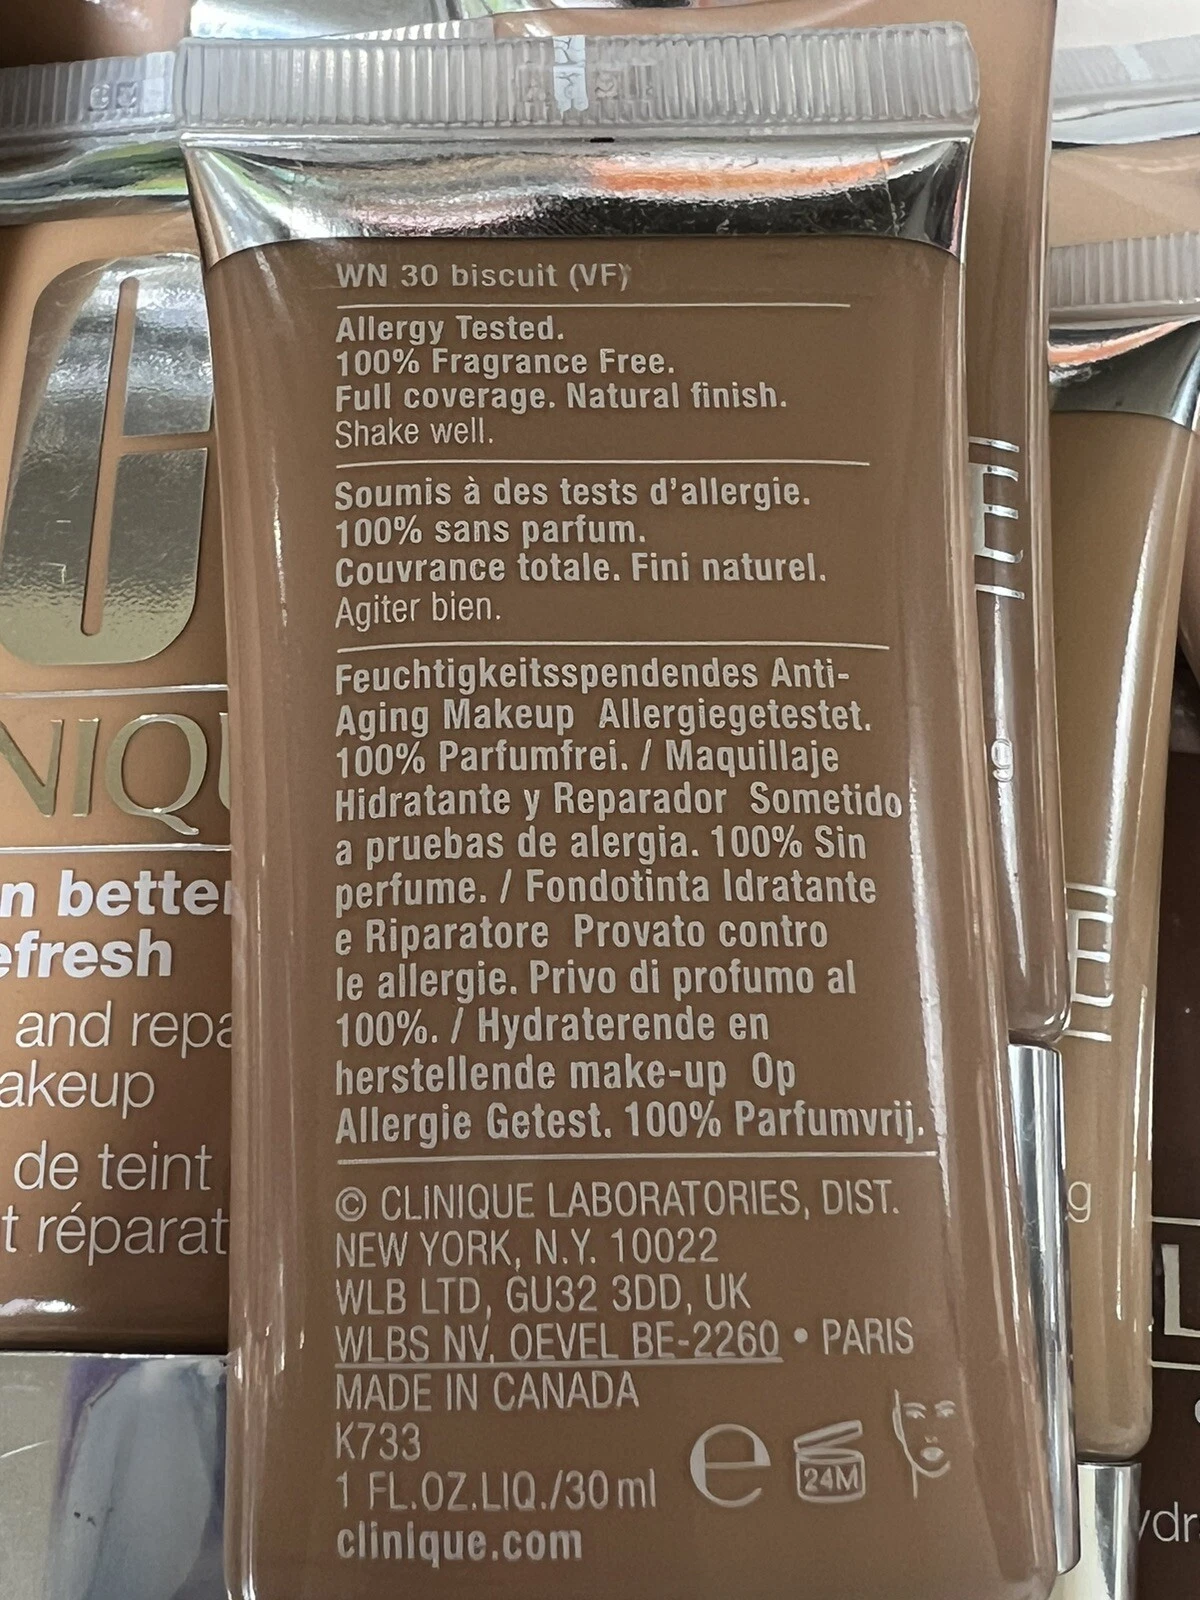 WN 30 biscuit (VF)
Allergy Tested.
100% Fragrance Free.
Full coverage. Natural finish.
Shake well.
Soumis à des tests d'allergie.
100% sans parfum.
Couvrance totale. Fini naturel.
Agiter bien.
Feuchtigkeitsspendendes Anti-
Aging Makeup Allergiegetestet.
100% Parfumfrei. / Maquillaje
Hidratante y Reparador Sometido
a pruebas de alergia. 100% Sin
perfume. / Fondotinta Idratante
e Riparatore Provato contro
le allergie. Privo di profumo al
100%. / Hydraterende en
herstellende make-up Op
Allergie Getest. 100% Parfumvrij.
© CLINIQUE LABORATORIES, DIST.
NEW YORK, N.Y. 10022
WLB LTD, GU32 3DD, UK
WLBS NV, OEVEL BE-2260 • PARIS
MADE IN CANADA
K733
1 FL.OZ.LIQ./30 ml
clinique.com
e
24M
NIQU
n better
efresh
and repa
akeup
de teint
t réparat
E
g
E
g
L
ydr